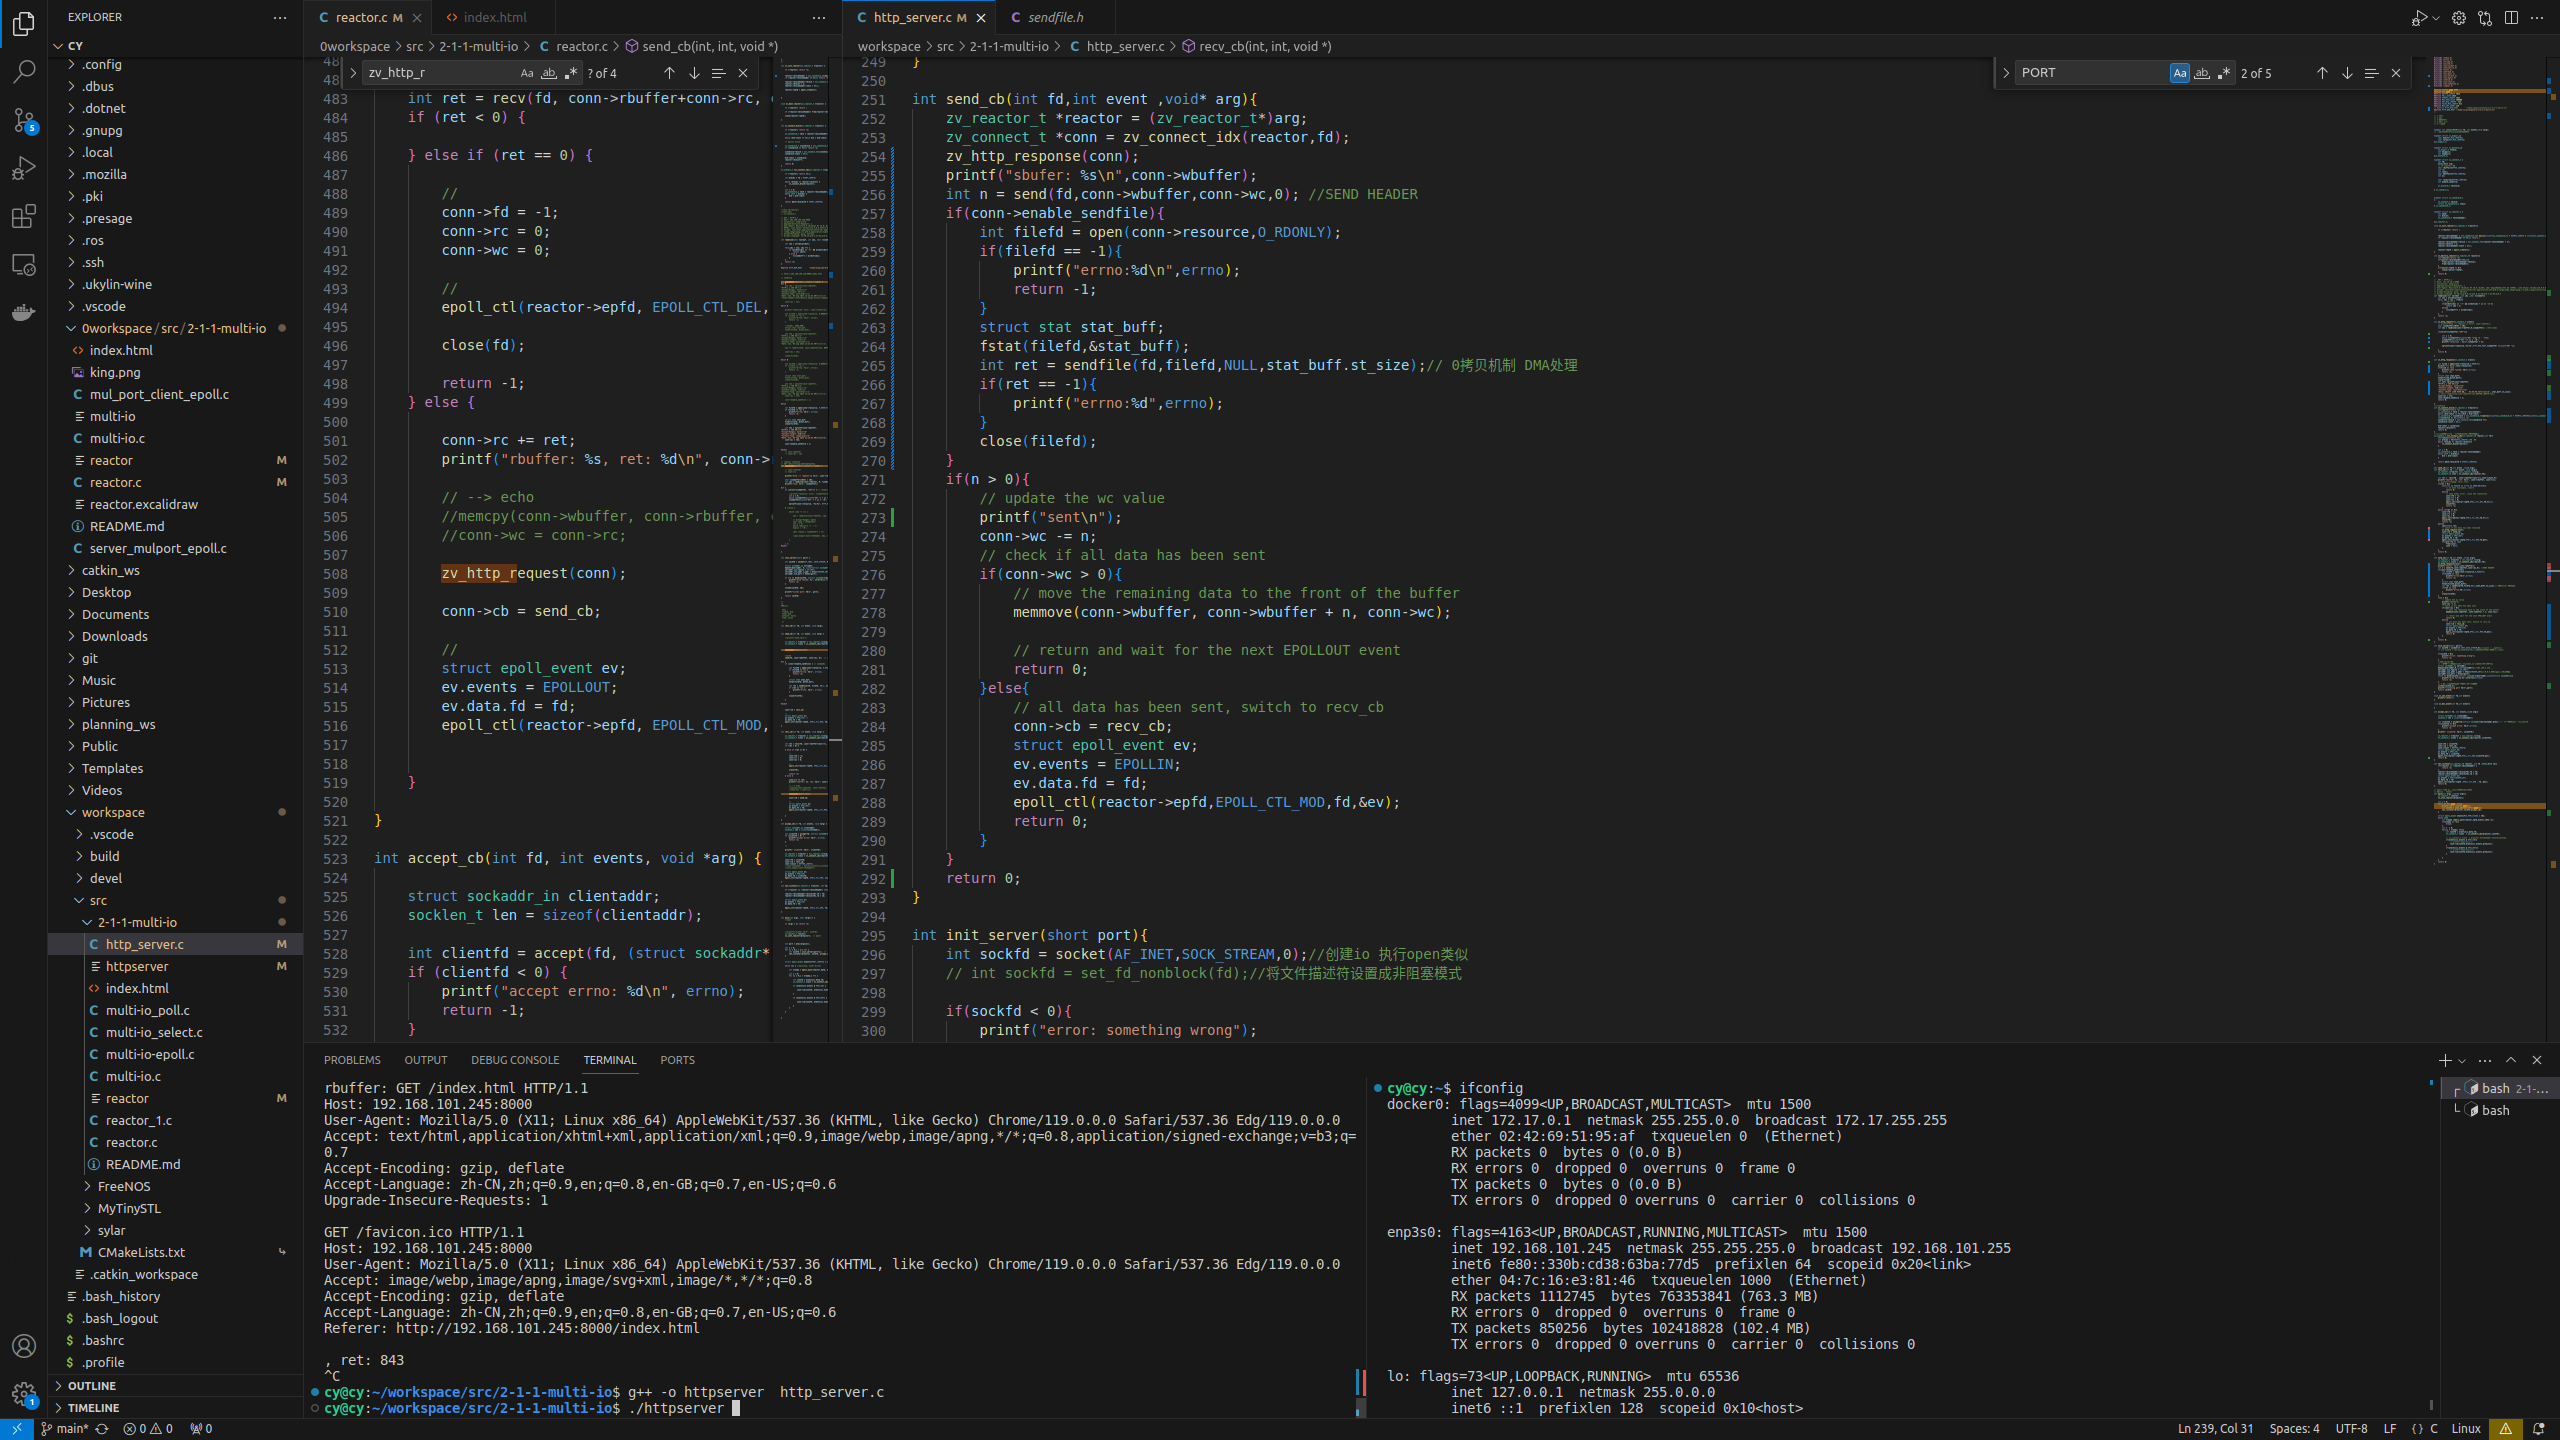 EXPLORER
CY
.config
.dbus
.dotnet
.gnupg
.local
.mozilla
.pki
.presage
.ros
.ssh
.ukylin-wine
.vscode
0workspace / src / 2-1-1-multi-io
index.html
king.png
mul_port_client_epoll.c
multi-io
multi-io.c
reactor M
reactor.c M
reactor.excalidraw
README.md
server_mulport_epoll.c
catkin_ws
Desktop
Documents
Downloads
git
Music
Pictures
planning_ws
Public
Templates
Videos
workspace
.vscode
build
devel
src
2-1-1-multi-io
http_server.c M
httpserver M
index.html
multi-io_poll.c
multi-io_select.c
multi-io-epoll.c
multi-io.c
reactor M
reactor_1.c
reactor.c
README.md
FreeNOS
MyTinySTL
sylar
CMakeLists.txt
.catkin_workspace
.bash_history
.bash_logout
.bashrc
.profile
OUTLINE
TIMELINE
reactor.c M
index.html
0workspace > src > 2-1-1-multi-io > C reactor.c > send_cb(int, int, void *)
zv_http_r Aa ab ? of 4
483 int ret = recv(fd, conn->rbuffer+conn->rc,
484 if (ret < 0) {
485
486 } else if (ret == 0) {
487
488 //
489 conn->fd = -1;
490 conn->rc = 0;
491 conn->wc = 0;
492
493 //
494 epoll_ctl(reactor->epfd, EPOLL_CTL_DEL,
495
496 close(fd);
497
498 return -1;
499 } else {
500
501 conn->rc += ret;
502 printf("rbuffer: %s, ret: %d\n", conn->
503
504 // --> echo
505 //memcpy(conn->wbuffer, conn->rbuffer,
506 //conn->wc = conn->rc;
507
508 zv_http_request(conn);
509
510 conn->cb = send_cb;
511
512 //
513 struct epoll_event ev;
514 ev.events = EPOLLOUT;
515 ev.data.fd = fd;
516 epoll_ctl(reactor->epfd, EPOLL_CTL_MOD,
517
518
519 }
520
521 }
522
523 int accept_cb(int fd, int events, void *arg) {
524
525 struct sockaddr_in clientaddr;
526 socklen_t len = sizeof(clientaddr);
527
528 int clientfd = accept(fd, (struct sockaddr*
529 if (clientfd < 0) {
530 printf("accept errno: %d\n", errno);
531 return -1;
532 }
http_server.c M
sendfile.h
workspace > src > 2-1-1-multi-io > C http_server.c > recv_cb(int, int, void *)
PORT Aa ab 2 of 5
249 }
250
251 int send_cb(int fd,int event ,void* arg){
252 zv_reactor_t *reactor = (zv_reactor_t*)arg;
253 zv_connect_t *conn = zv_connect_idx(reactor,fd);
254 zv_http_response(conn);
255 printf("sbufer: %s\n",conn->wbuffer);
256 int n = send(fd,conn->wbuffer,conn->wc,0); //SEND HEADER
257 if(conn->enable_sendfile){
258 int filefd = open(conn->resource,O_RDONLY);
259 if(filefd == -1){
260 printf("errno:%d\n",errno);
261 return -1;
262 }
263 struct stat stat_buff;
264 fstat(filefd,&stat_buff);
265 int ret = sendfile(fd,filefd,NULL,stat_buff.st_size);// 0拷贝机制 DMA处理
266 if(ret == -1){
267 printf("errno:%d",errno);
268 }
269 close(filefd);
270 }
271 if(n > 0){
272 // update the wc value
273 printf("sent\n");
274 conn->wc -= n;
275 // check if all data has been sent
276 if(conn->wc > 0){
277 // move the remaining data to the front of the buffer
278 memmove(conn->wbuffer, conn->wbuffer + n, conn->wc);
279
280 // return and wait for the next EPOLLOUT event
281 return 0;
282 }else{
283 // all data has been sent, switch to recv_cb
284 conn->cb = recv_cb;
285 struct epoll_event ev;
286 ev.events = EPOLLIN;
287 ev.data.fd = fd;
288 epoll_ctl(reactor->epfd,EPOLL_CTL_MOD,fd,&ev);
289 return 0;
290 }
291 }
292 return 0;
293 }
294
295 int init_server(short port){
296 int sockfd = socket(AF_INET,SOCK_STREAM,0);//创建io 执行open类似
297 // int sockfd = set_fd_nonblock(fd);//将文件描述符设置成非阻塞模式
298
299 if(sockfd < 0){
300 printf("error: something wrong");
PROBLEMS OUTPUT DEBUG CONSOLE TERMINAL PORTS
rbuffer: GET /index.html HTTP/1.1
Host: 192.168.101.245:8000
User-Agent: Mozilla/5.0 (X11; Linux x86_64) AppleWebKit/537.36 (KHTML, like Gecko) Chrome/119.0.0.0 Safari/537.36 Edg/119.0.0.0
Accept: text/html,application/xhtml+xml,application/xml;q=0.9,image/webp,image/apng,*/*;q=0.8,application/signed-exchange;v=b3;q=
0.7
Accept-Encoding: gzip, deflate
Accept-Language: zh-CN,zh;q=0.9,en;q=0.8,en-GB;q=0.7,en-US;q=0.6
Upgrade-Insecure-Requests: 1

GET /favicon.ico HTTP/1.1
Host: 192.168.101.245:8000
User-Agent: Mozilla/5.0 (X11; Linux x86_64) AppleWebKit/537.36 (KHTML, like Gecko) Chrome/119.0.0.0 Safari/537.36 Edg/119.0.0.0
Accept: image/webp,image/apng,image/svg+xml,image/*,*/*;q=0.8
Accept-Encoding: gzip, deflate
Accept-Language: zh-CN,zh;q=0.9,en;q=0.8,en-GB;q=0.7,en-US;q=0.6
Referer: http://192.168.101.245:8000/index.html

, ret: 843
^C
cy@cy:~/workspace/src/2-1-1-multi-io$ g++ -o httpserver  http_server.c
cy@cy:~/workspace/src/2-1-1-multi-io$ ./httpserver
cy@cy:~$ ifconfig
docker0: flags=4099<UP,BROADCAST,MULTICAST>  mtu 1500
inet 172.17.0.1  netmask 255.255.0.0  broadcast 172.17.255.255
ether 02:42:69:51:95:af  txqueuelen 0  (Ethernet)
RX packets 0  bytes 0 (0.0 B)
RX errors 0  dropped 0  overruns 0  frame 0
TX packets 0  bytes 0 (0.0 B)
TX errors 0  dropped 0 overruns 0  carrier 0  collisions 0

enp3s0: flags=4163<UP,BROADCAST,RUNNING,MULTICAST>  mtu 1500
inet 192.168.101.245  netmask 255.255.255.0  broadcast 192.168.101.255
inet6 fe80::330b:cd38:63ba:77d5  prefixlen 64  scopeid 0x20<link>
ether 04:7c:16:e3:81:46  txqueuelen 1000  (Ethernet)
RX packets 1112745  bytes 763353841 (763.3 MB)
RX errors 0  dropped 0  overruns 0  frame 0
TX packets 850256  bytes 102418828 (102.4 MB)
TX errors 0  dropped 0 overruns 0  carrier 0  collisions 0

lo: flags=73<UP,LOOPBACK,RUNNING>  mtu 65536
inet 127.0.0.1  netmask 255.0.0.0
inet6 ::1  prefixlen 128  scopeid 0x10<host>
bash 2-1-...
bash
main* 0 0 0
Ln 239, Col 31 Spaces: 4 UTF-8 LF {} C Linux